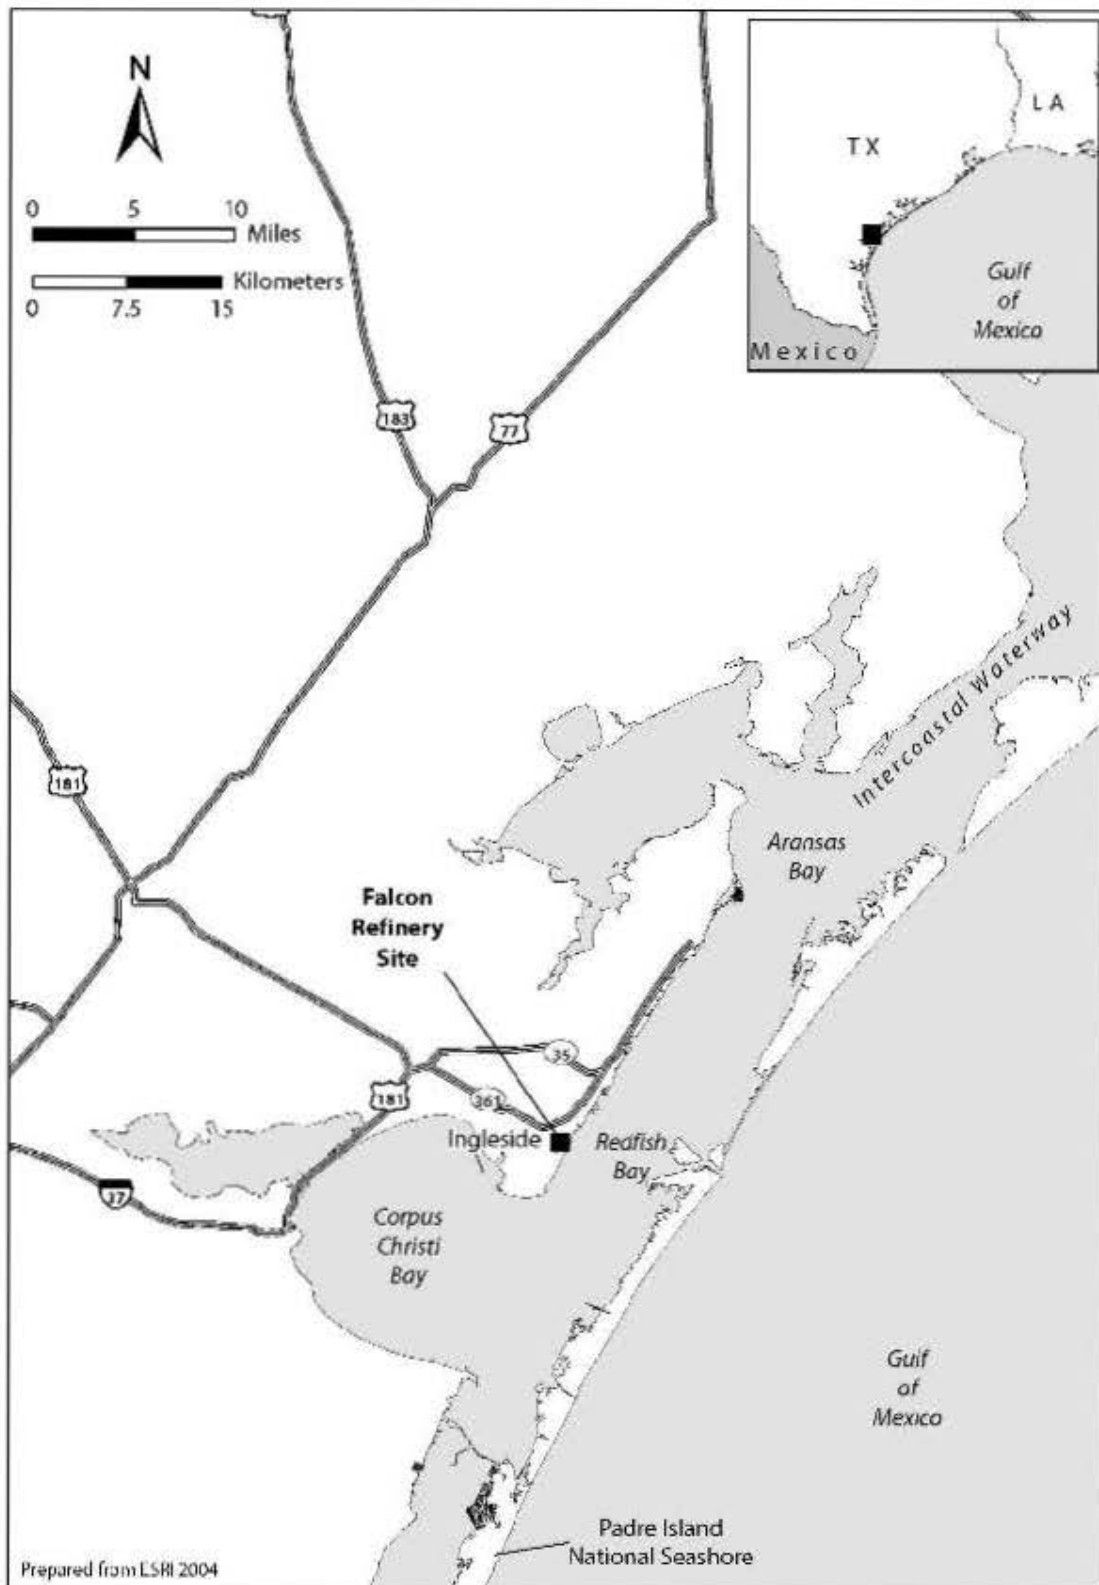 N
0 5 10
Miles
Kilometers
0 7.5 15
LA
TX
Gulf
of
Mexico
Mexico
183
77
Intercoastal Waterway
181
Aransas
Bay
Falcon
Refinery
Site
35
181
361
Ingleside
Redfish
Bay
37
Corpus
Christi
Bay
Gulf
of
Mexico
Padre Island
National Seashore
Prepared from ESRI 2004